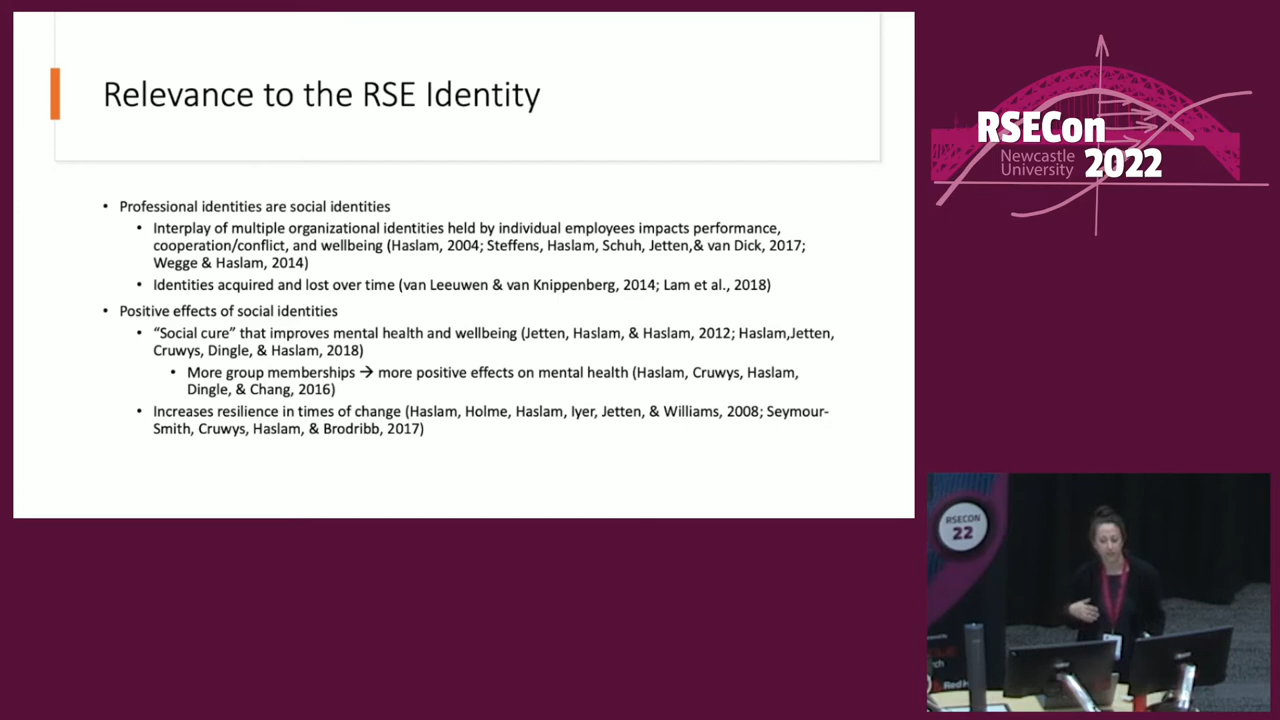 Relevance to the RSE Identity
• Professional identities are social identities
• Interplay of multiple organizational identities held by individual employees impacts performance,
cooperation/conflict, and wellbeing (Haslam, 2004; Steffens, Haslam, Schuh, Jetten,& van Dick, 2017;
Wegge & Haslam, 2014)
• Identities acquired and lost over time (van Leeuwen & van Knippenberg, 2014; Lam et al., 2018)
• Positive effects of social identities
• “Social cure” that improves mental health and wellbeing (Jetten, Haslam, & Haslam, 2012; Haslam,Jetten,
Cruwys, Dingle, & Haslam, 2018)
• More group memberships → more positive effects on mental health (Haslam, Cruwys, Haslam,
Dingle, & Chang, 2016)
• Increases resilience in times of change (Haslam, Holme, Haslam, Iyer, Jetten, & Williams, 2008; Seymour-
Smith, Cruwys, Haslam, & Brodribb, 2017)
RSECon
Newcastle
University
2022
RSECON
22